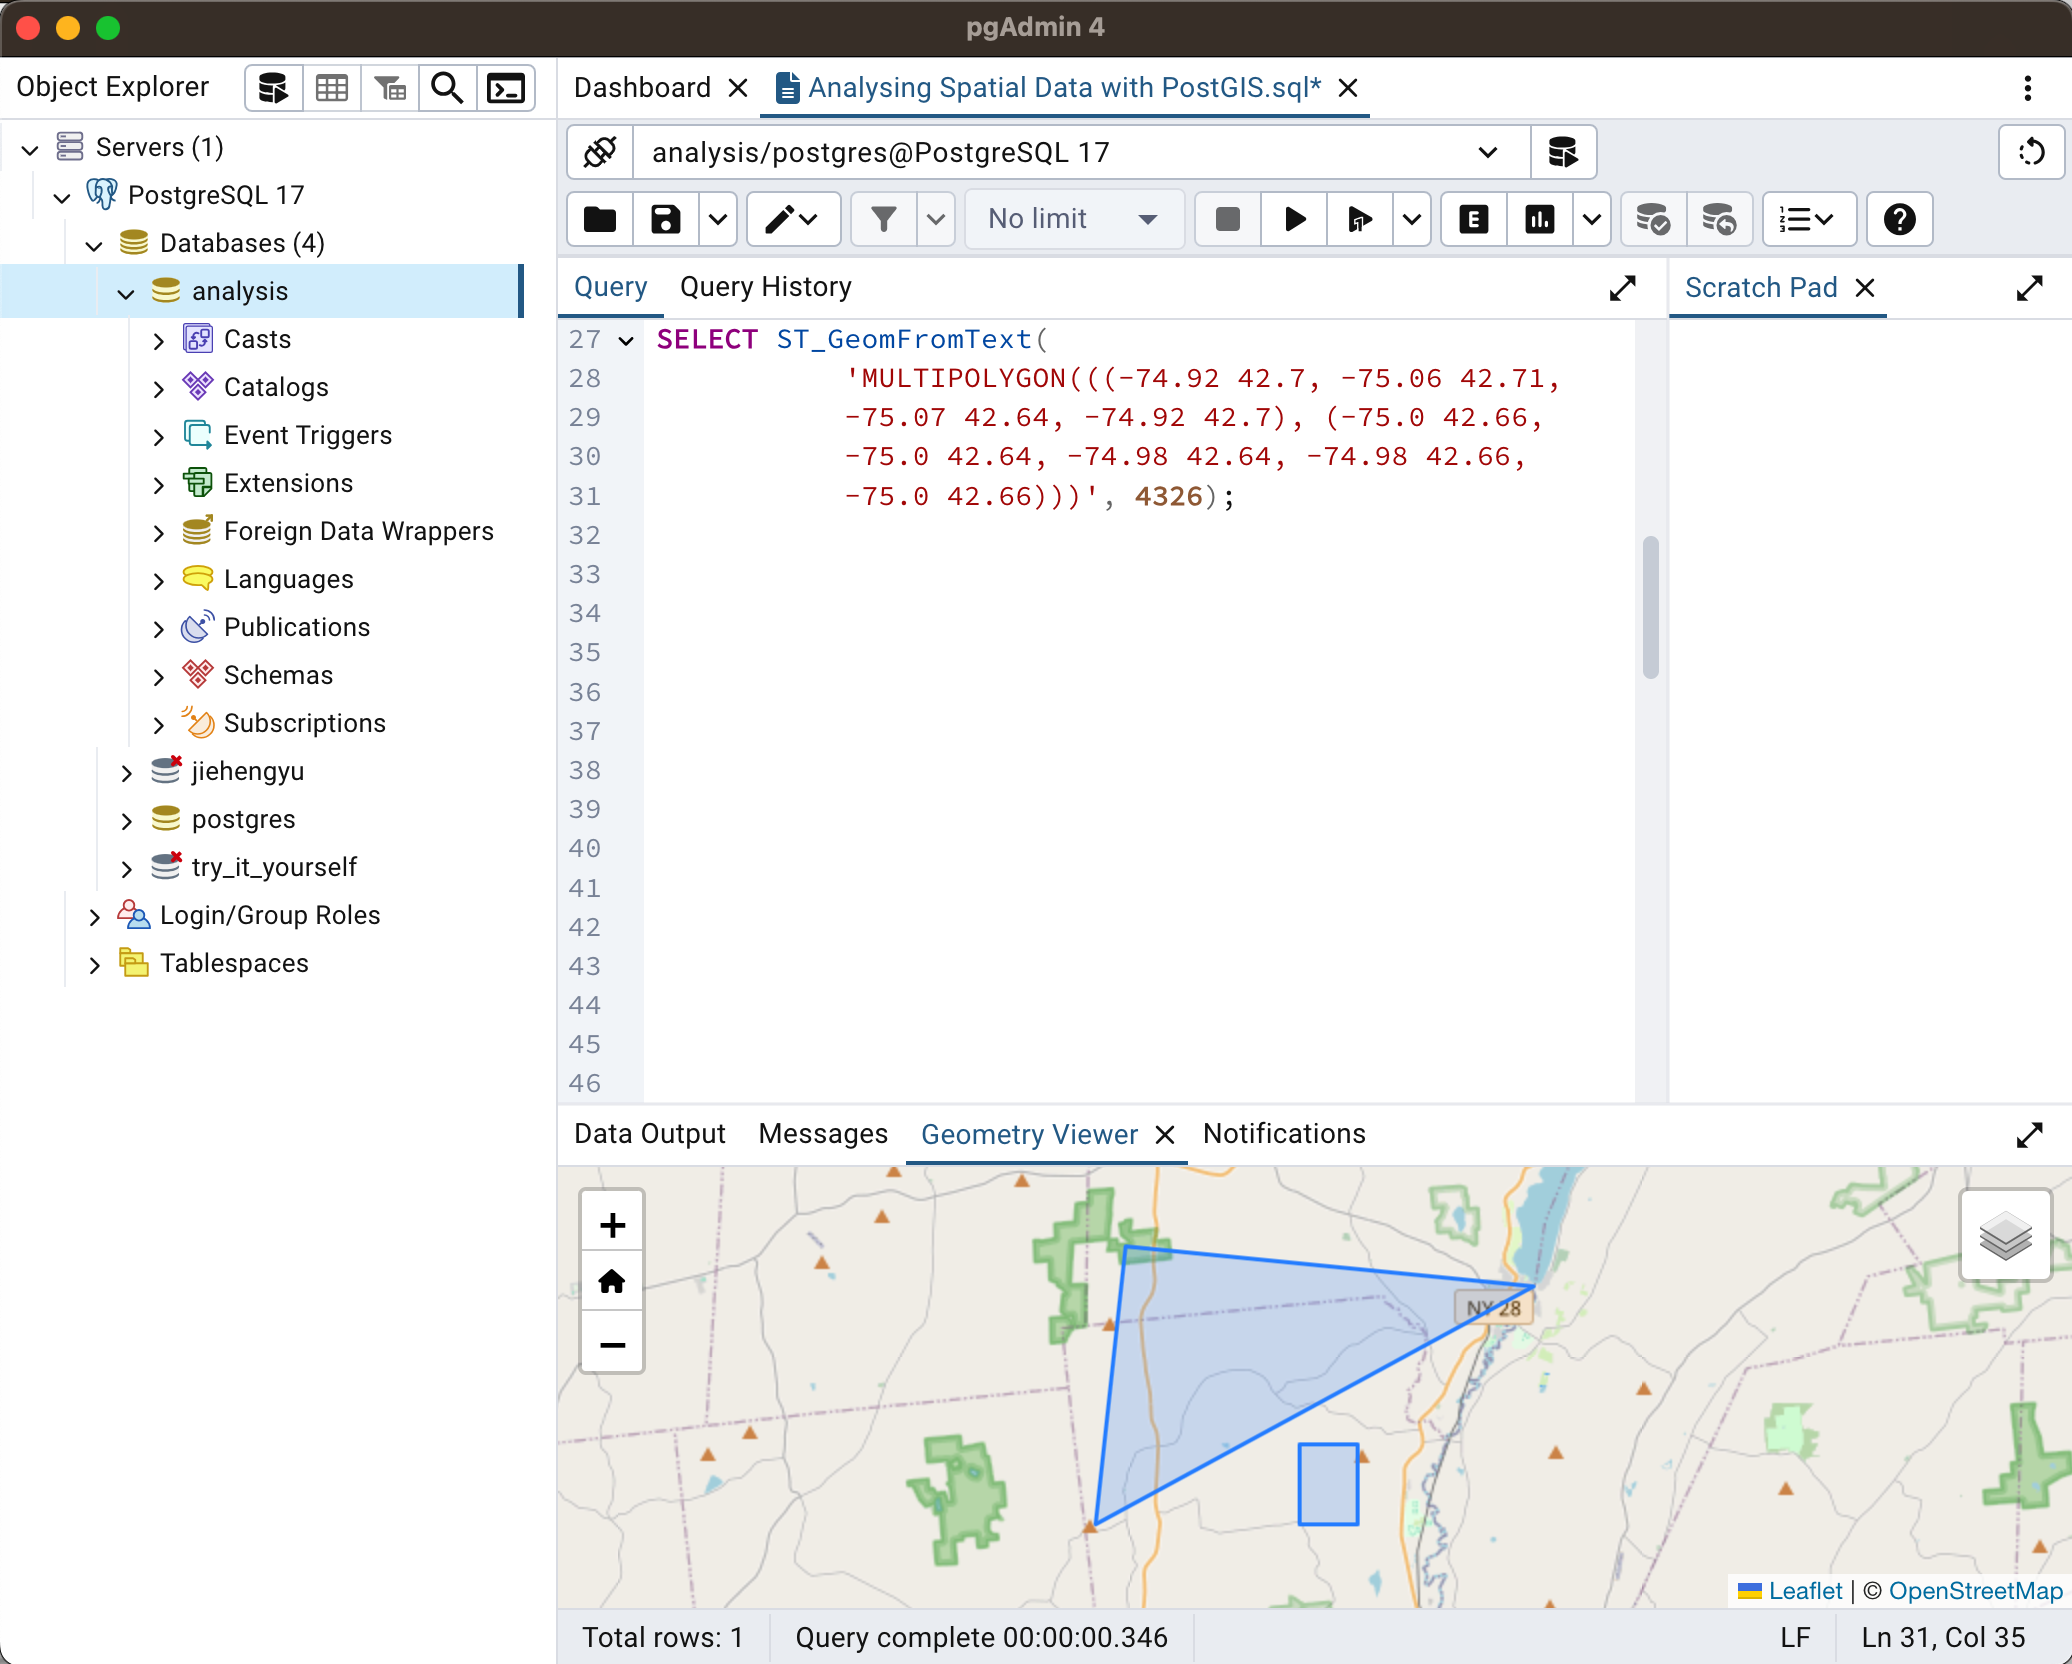 pgAdmin 4
Object Explorer
Dashboard
Analysing Spatial Data with PostGIS.sql*
Servers (1)
PostgreSQL 17
Databases (4)
analysis
Casts
Catalogs
Event Triggers
Extensions
Foreign Data Wrappers
Languages
Publications
Schemas
Subscriptions
jiehengyu
postgres
try_it_yourself
Login/Group Roles
Tablespaces
analysis/postgres@PostgreSQL 17
No limit
E
Query
Query History
Scratch Pad
27 SELECT ST_GeomFromText(
28 'MULTIPOLYGON(((-74.92 42.7, -75.06 42.71,
29 -75.07 42.64, -74.92 42.7), (-75.0 42.66,
30 -75.0 42.64, -74.98 42.64, -74.98 42.66,
31 -75.0 42.66)))', 4326);
32
33
34
35
36
37
38
39
40
41
42
43
44
45
46
Data Output
Messages
Geometry Viewer
Notifications
+
NY 28
−
Leaflet | © OpenStreetMap
Total rows: 1
Query complete 00:00:00.346
LF
Ln 31, Col 35